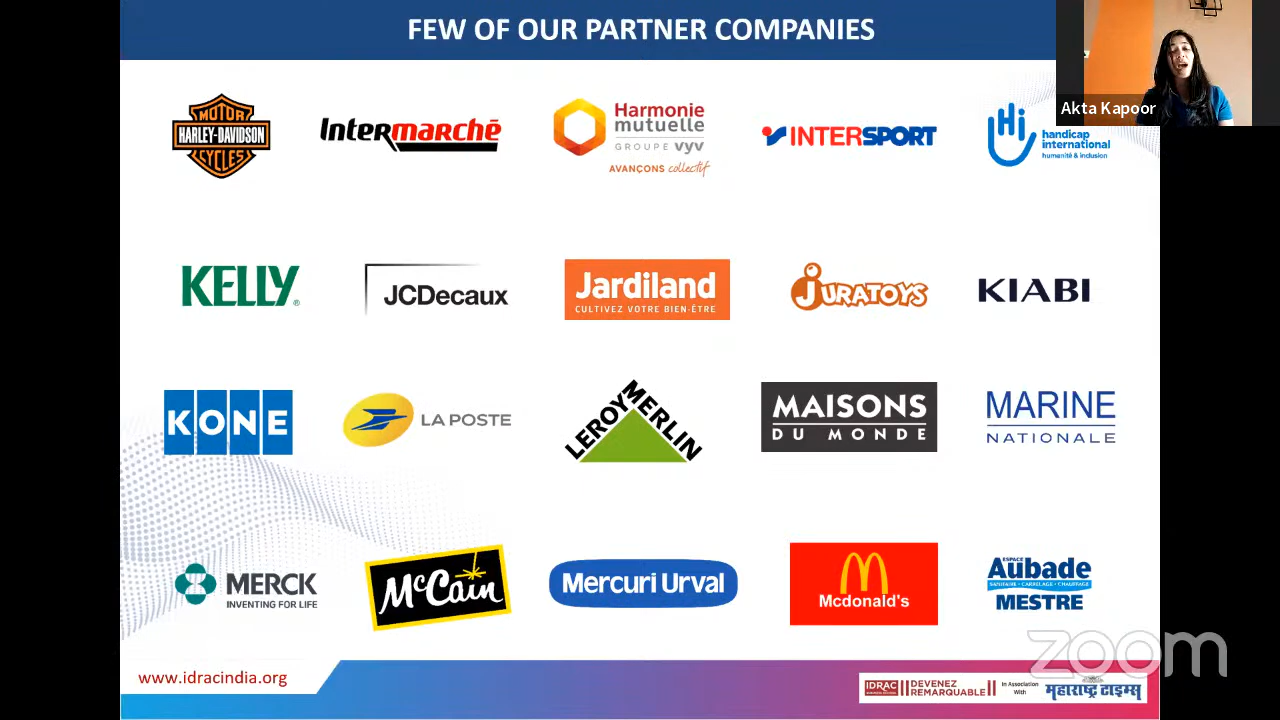 FEW OF OUR PARTNER COMPANIES
Akta Kapoor
MOTOR
HARLEY-DAVIDSON
CYCLES
Intermarché
Harmonie
mutuelle
GROUPE vyv
AVANÇONS collectif
INTERSPORT
Hi
handicap
international
humanité & inclusion
KELLY®
JCDecaux
Jardiland
CULTIVEZ VOTRE BIEN-ÊTRE
JURATOYS
KIABI
KONE
LA POSTE
LEROY MERLIN
MAISONS
DU MONDE
MARINE
NATIONALE
MERCK
INVENTING FOR LIFE
McCain
Mercuri Urval
Mcdonald's
ESPACE
Aubade
SANITAIRE - CARRELAGE - CHAUFFAGE
MESTRE
zoom
www.idracindia.org
IDRAC
BUSINESS SCHOOL
DEVENEZ
REMARQUABLE
In Association
With
महाराष्ट्र टाइम्स